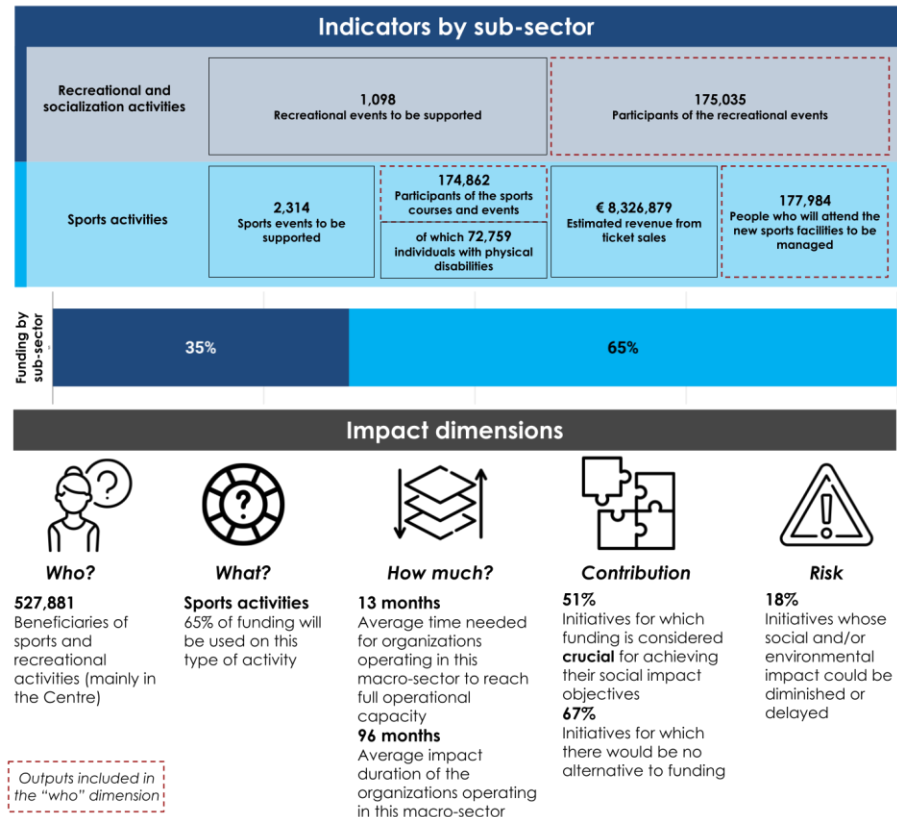 Indicators by sub-sector
Recreational and
socialization activities
1,098
Recreational events to be supported
175,035
Participants of the recreational events
Sports activities
2,314
Sports events to be
supported
174,862
Participants of the sports
courses and events
of which 72,759
individuals with physical
disabilities
€ 8,326,879
Estimated revenue from
ticket sales
177,984
People who will attend the
new sports facilities to be
managed
Funding by
sub-sector
35%
65%
Impact dimensions
Who?
527,881
Beneficiaries of
sports and
recreational
activities (mainly in
the Centre)
What?
Sports activities
65% of funding will
be used on this
type of activity
How much?
13 months
Average time needed
for organizations
operating in this
macro-sector to reach
full operational
capacity
96 months
Average impact
duration of the
organizations operating
in this macro-sector
Contribution
51%
Initiatives for which
funding is considered
crucial for achieving
their social impact
objectives
67%
Initiatives for which
there would be no
alternative to funding
Risk
18%
Initiatives whose
social and/or
environmental
impact could be
diminished or
delayed
Outputs included in
the "who" dimension